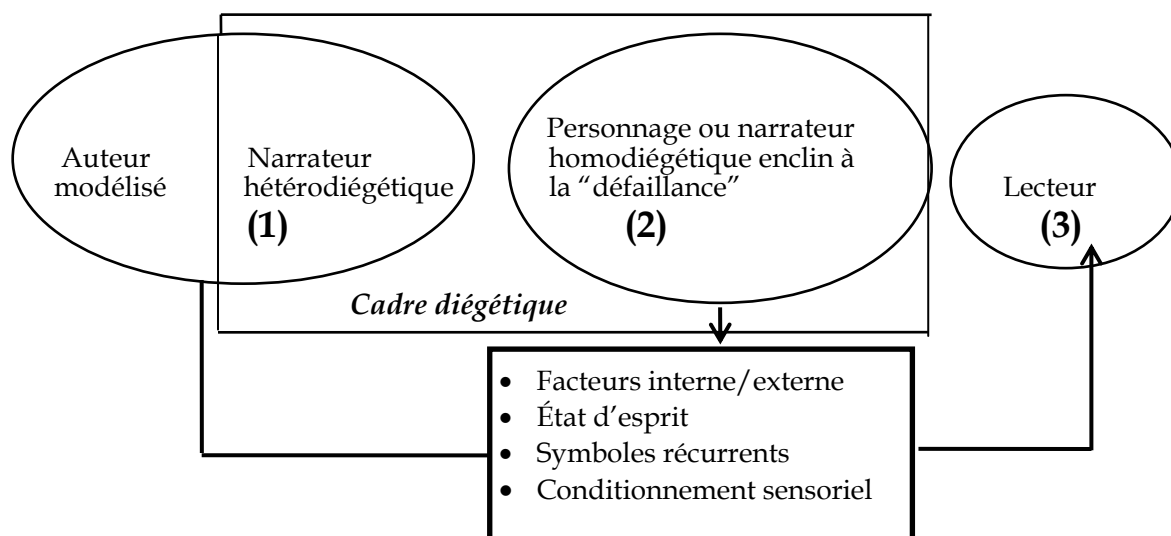 Auteur
modélisé
Narrateur
hétérodiégétique
(1)
Personnage ou narrateur
homodiégétique enclin à
la “défaillance”
(2)
Lecteur
(3)
Cadre diégétique
• Facteurs interne/externe
• État d’esprit
• Symboles récurrents
• Conditionnement sensoriel